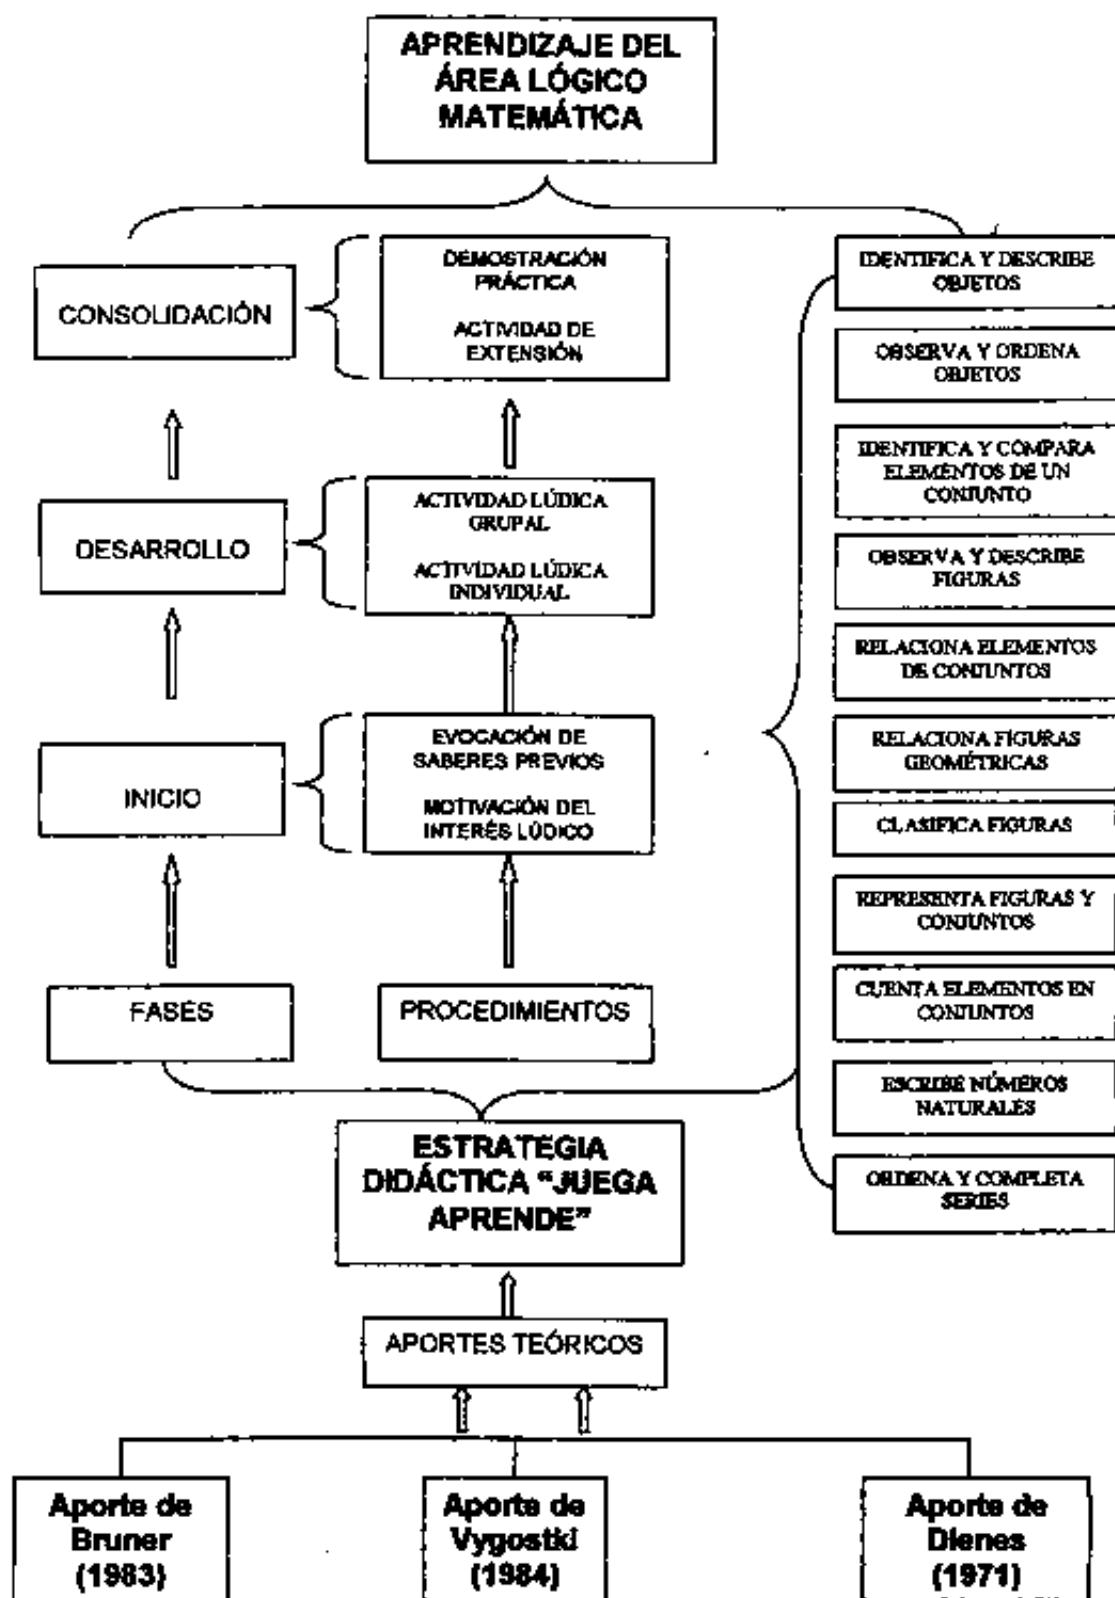 APRENDIZAJE DEL
ÁREA LÓGICO
MATEMÁTICA
CONSOLIDACIÓN
DEMOSTRACIÓN
PRÁCTICA
ACTIVIDAD DE
EXTENSIÓN
DESARROLLO
ACTIVIDAD LÚDICA
GRUPAL
ACTIVIDAD LÚDICA
INDIVIDUAL
INICIO
EVOCACIÓN DE
SABERES PREVIOS
MOTIVACIÓN DEL
INTERÉS LÚDICO
FASES
PROCEDIMIENTOS
IDENTIFICA Y DESCRIBE
OBJETOS
OBSERVA Y ORDENA
OBJETOS
IDENTIFICA Y COMPARA
ELEMENTOS DE UN
CONJUNTO
OBSERVA Y DESCRIBE
FIGURAS
RELACIONA ELEMENTOS
DE CONJUNTOS
RELACIONA FIGURAS
GEOMÉTRICAS
CLASIFICA FIGURAS
REPRESENTA FIGURAS Y
CONJUNTOS
CUENTA ELEMENTOS EN
CONJUNTOS
ESCRIBE NÚMEROS
NATURALES
ORDENA Y COMPLETA
SERIES
ESTRATEGIA
DIDÁCTICA “JUEGA
APRENDE”
APORTES TEÓRICOS
Aporte de
Bruner
(1983)
Aporte de
Vygostki
(1984)
Aporte de
Dienes
(1971)